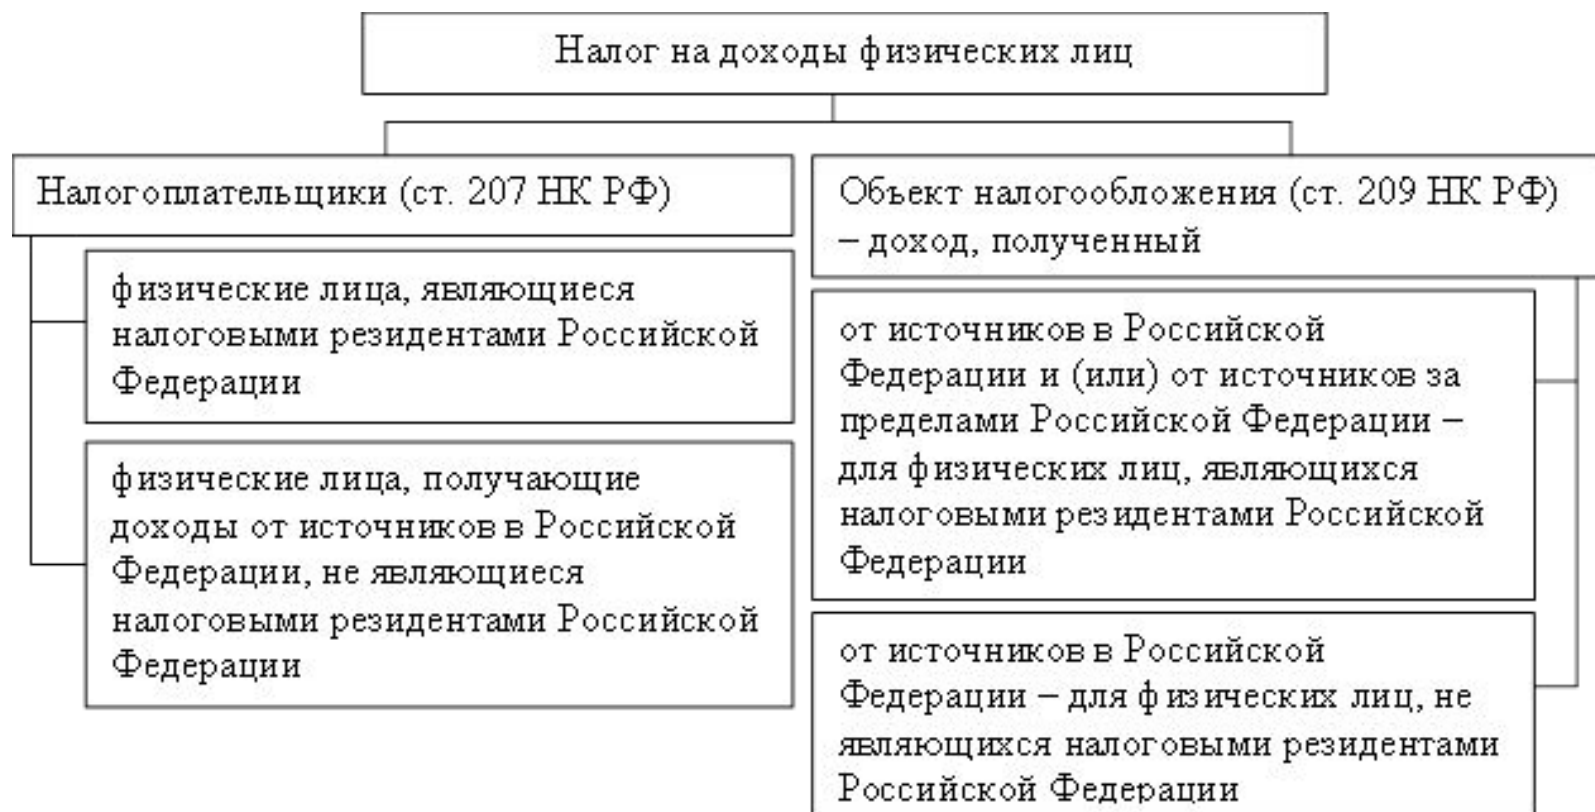 Налог на доходы физических лиц
Налогоплательщики (ст. 207 НК РФ)
физические лица, являющиеся
налоговыми резидентами Российской
Федерации
физические лица, получающие
доходы от источников в Российской
Федерации, не являющиеся
налоговыми резидентами Российской
Федерации
Объект налогообложения (ст. 209 НК РФ)
– доход, полученный
от источников в Российской
Федерации и (или) от источников за
пределами Российской Федерации –
для физических лиц, являющихся
налоговыми резидентами Российской
Федерации
от источников в Российской
Федерации – для физических лиц, не
являющихся налоговыми резидентами
Российской Федерации